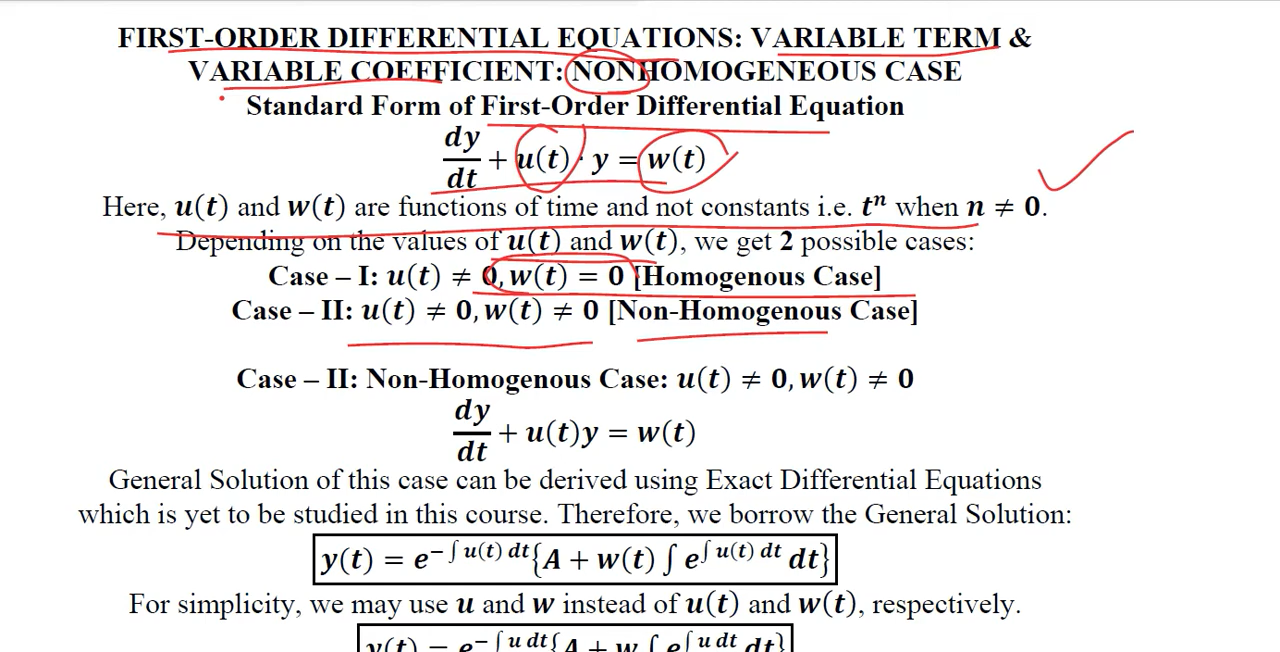 FIRST-ORDER DIFFERENTIAL EQUATIONS: VARIABLE TERM &
VARIABLE COEFFICIENT: NONHOMOGENEOUS CASE
Standard Form of First-Order Differential Equation
dy/dt + u(t) · y = w(t)
Here, u(t) and w(t) are functions of time and not constants i.e. tⁿ when n ≠ 0.
Depending on the values of u(t) and w(t), we get 2 possible cases:
Case – I: u(t) ≠ 0, w(t) = 0 [Homogenous Case]
Case – II: u(t) ≠ 0, w(t) ≠ 0 [Non-Homogenous Case]
Case – II: Non-Homogenous Case: u(t) ≠ 0, w(t) ≠ 0
dy/dt + u(t)y = w(t)
General Solution of this case can be derived using Exact Differential Equations
which is yet to be studied in this course. Therefore, we borrow the General Solution:
y(t) = e^{− ∫ u(t) dt}{A + w(t) ∫ e^{∫ u(t) dt} dt}
For simplicity, we may use u and w instead of u(t) and w(t), respectively.
y(t) = e^{− ∫ u dt}{A + w ∫ e^{∫ u dt} dt}